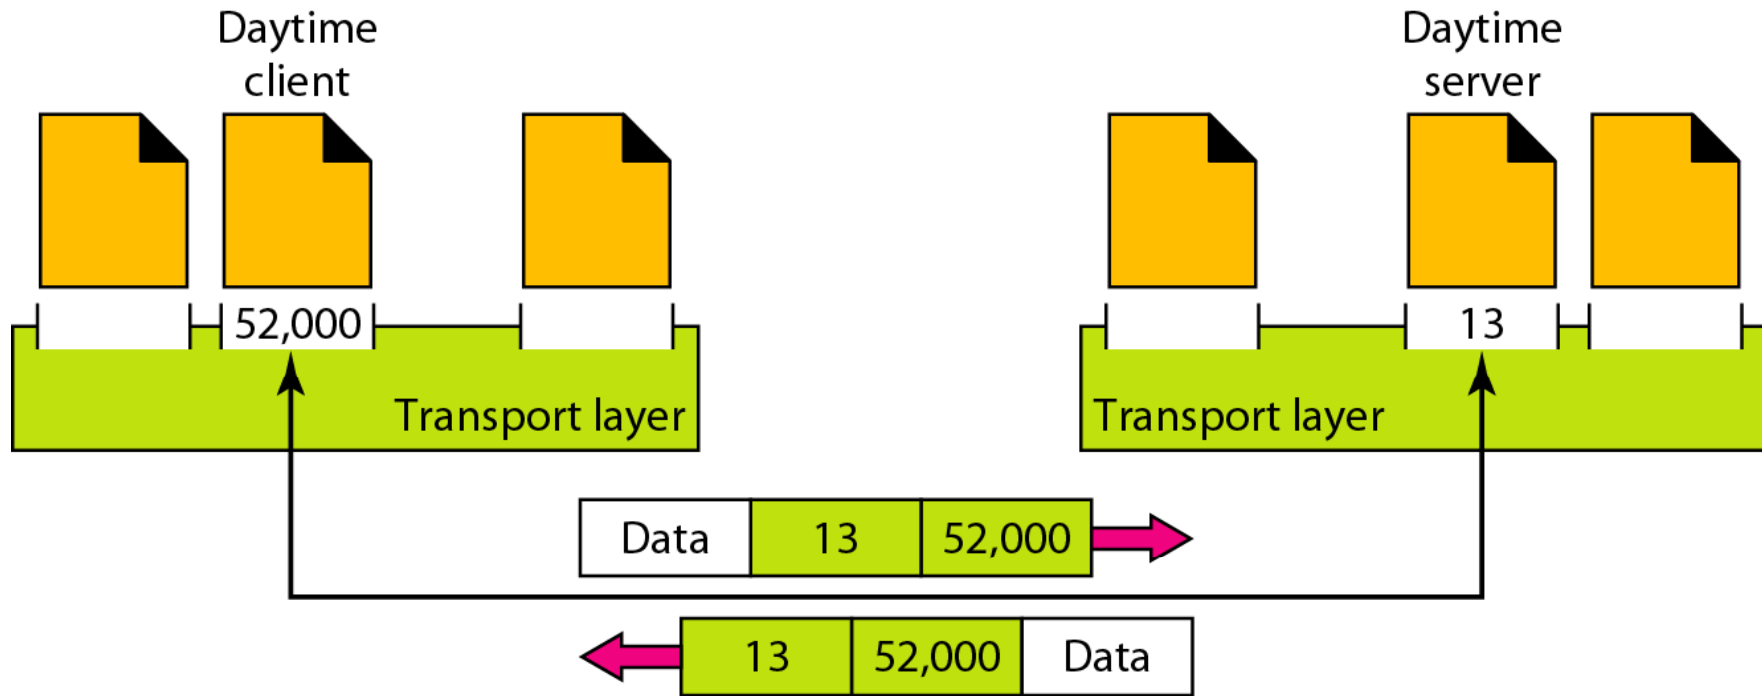 Daytime
client
Daytime
server
52,000
13
Transport layer
Transport layer
Data 13 52,000
13 52,000 Data